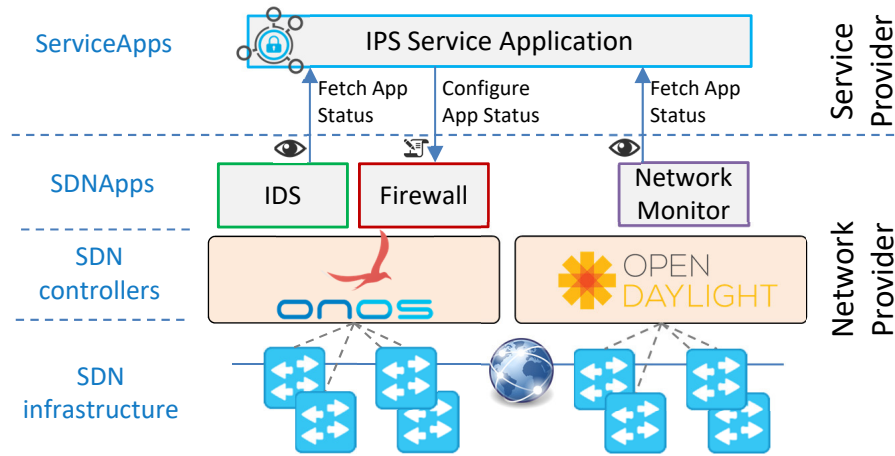 ServiceApps
IPS Service Application
Service
Provider
Fetch App
Status
Configure
App Status
Fetch App
Status
SDNApps
IDS
Firewall
Network
Monitor
Network
Provider
SDN
controllers
onos
OPEN
DAYLIGHT
SDN
infrastructure